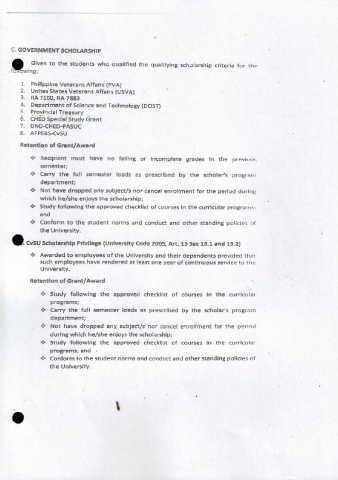 C. GOVERNMENT SCHOLARSHIP
Given to the students who qualified the qualifying scholarship criteria for the
following:
1. Philippine Veterans Affairs (PVA)
2. Unites States Veterans Affairs (USVA)
3. RA 7160, RA 7883
4. Department of Science and Technology (DOST)
5. Provincial Treasury
6. CHED Special Study Grant
7. DND-CHED-PASUC
8. ATPEBS-CvSU
Retention of Grant/Award
❖ Recipient must have no failing or incomplete grades in the previous
semester;
❖ Carry the full semester loads as prescribed by the scholar's program
department;
❖ Not have dropped any subject/s nor cancel enrollment for the period during
which he/she enjoys the scholarship;
❖ Study following the approved checklist of courses in the curricular programs;
and
❖ Conform to the student norms and conduct and other standing policies of
the University.
CvSU Scholarship Privilege (University Code 2005, Art. 13 Sec 13.1 and 13.2)
❖ Awarded to employees of the University and their dependents provided that
such employees have rendered at least one year of continuous service to the
University.
Retention of Grant/Award
❖ Study following the approved checklist of courses in the curricular
programs;
❖ Carry the full semester loads as prescribed by the scholar's program
department;
❖ Not have dropped any subject/s nor cancel enrollment for the period
during which he/she enjoys the scholarship;
❖ Study following the approved checklist of courses in the curricular
programs; and
❖ Conform to the student norms and conduct and other standing policies of
the University.